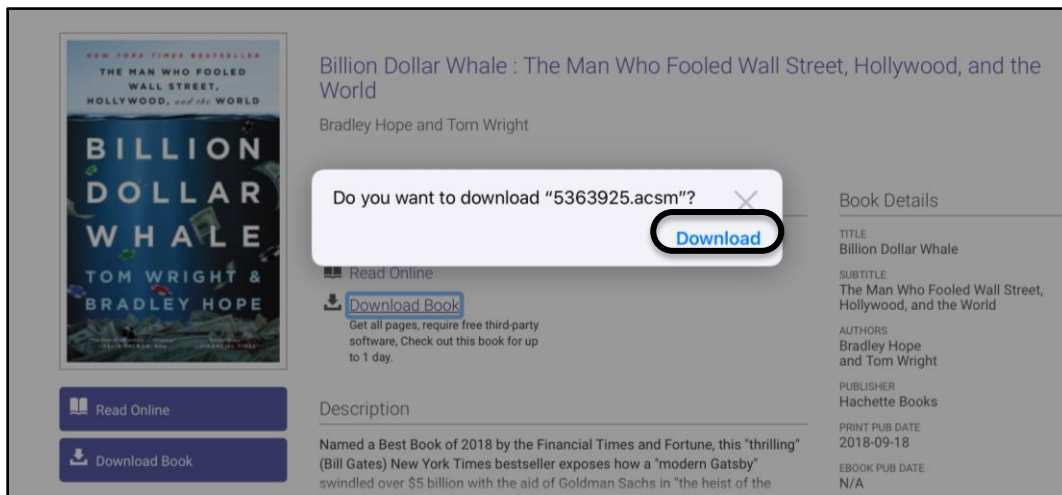 NEW YORK TIMES BESTSELLER
THE MAN WHO FOOLED
WALL STREET,
HOLLYWOOD, and the WORLD
BILLION
DOLLAR
WHALE
TOM WRIGHT &
BRADLEY HOPE
Read Online
Download Book
Billion Dollar Whale : The Man Who Fooled Wall Street, Hollywood, and the
World
Bradley Hope and Tom Wright
Do you want to download “5363925.acsm”?
Download
Read Online
Download Book
Get all pages, require free third-party
software, Check out this book for up
to 1 day.
Description
Named a Best Book of 2018 by the Financial Times and Fortune, this "thrilling"
(Bill Gates) New York Times bestseller exposes how a "modern Gatsby"
swindled over $5 billion with the aid of Goldman Sachs in "the heist of the
Book Details
TITLE
Billion Dollar Whale
SUBTITLE
The Man Who Fooled Wall Street,
Hollywood, and the World
AUTHORS
Bradley Hope
and Tom Wright
PUBLISHER
Hachette Books
PRINT PUB DATE
2018-09-18
EBOOK PUB DATE
N/A